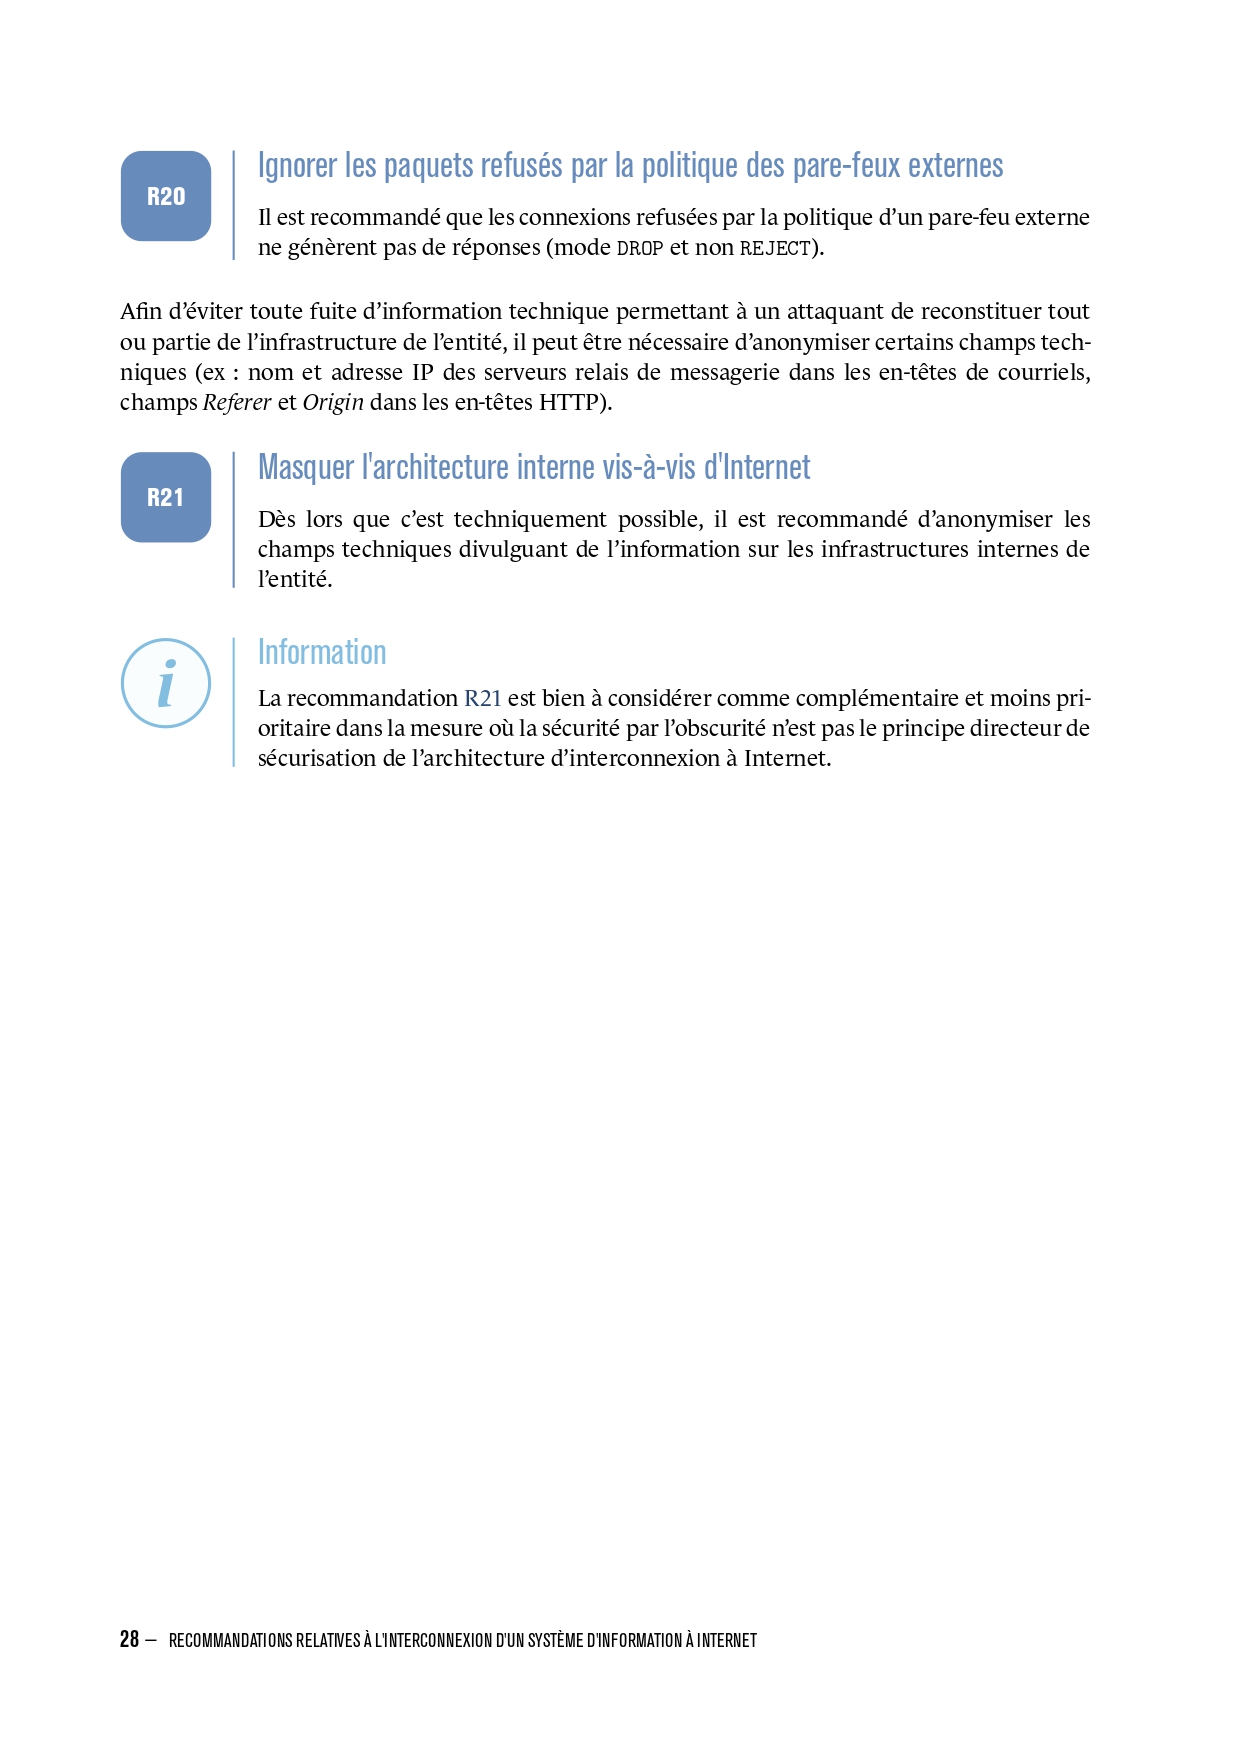 R20
Ignorer les paquets refusés par la politique des pare-feux externes
Il est recommandé que les connexions refusées par la politique d’un pare-feu externe
ne génèrent pas de réponses (mode DROP et non REJECT).
Afin d’éviter toute fuite d’information technique permettant à un attaquant de reconstituer tout
ou partie de l’infrastructure de l’entité, il peut être nécessaire d’anonymiser certains champs tech-
niques (ex : nom et adresse IP des serveurs relais de messagerie dans les en-têtes de courriels,
champs Referer et Origin dans les en-têtes HTTP).
R21
Masquer l'architecture interne vis-à-vis d'Internet
Dès lors que c’est techniquement possible, il est recommandé d’anonymiser les
champs techniques divulguant de l’information sur les infrastructures internes de
l’entité.
i
Information
La recommandation R21 est bien à considérer comme complémentaire et moins pri-
oritaire dans la mesure où la sécurité par l’obscurité n’est pas le principe directeur de
sécurisation de l’architecture d’interconnexion à Internet.
28 – RECOMMANDATIONS RELATIVES À L'INTERCONNEXION D'UN SYSTÈME D'INFORMATION À INTERNET